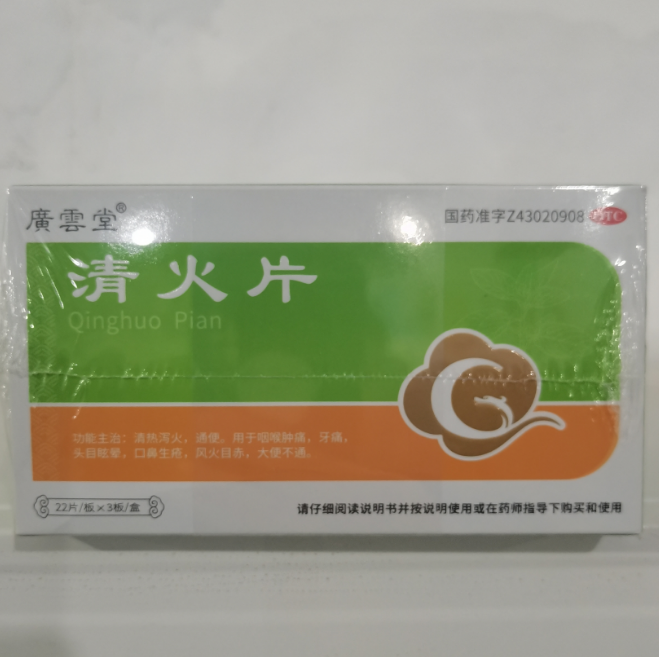 廣雲堂®
国药准字Z43020908 OTC
清火片
Qinghuo Pian
功能主治：清热泻火，通便。用于咽喉肿痛，牙痛，
头目眩晕，口鼻生疮，风火目赤，大便不通。
22片/板×3板/盒
请仔细阅读说明书并按说明使用或在药师指导下购买和使用